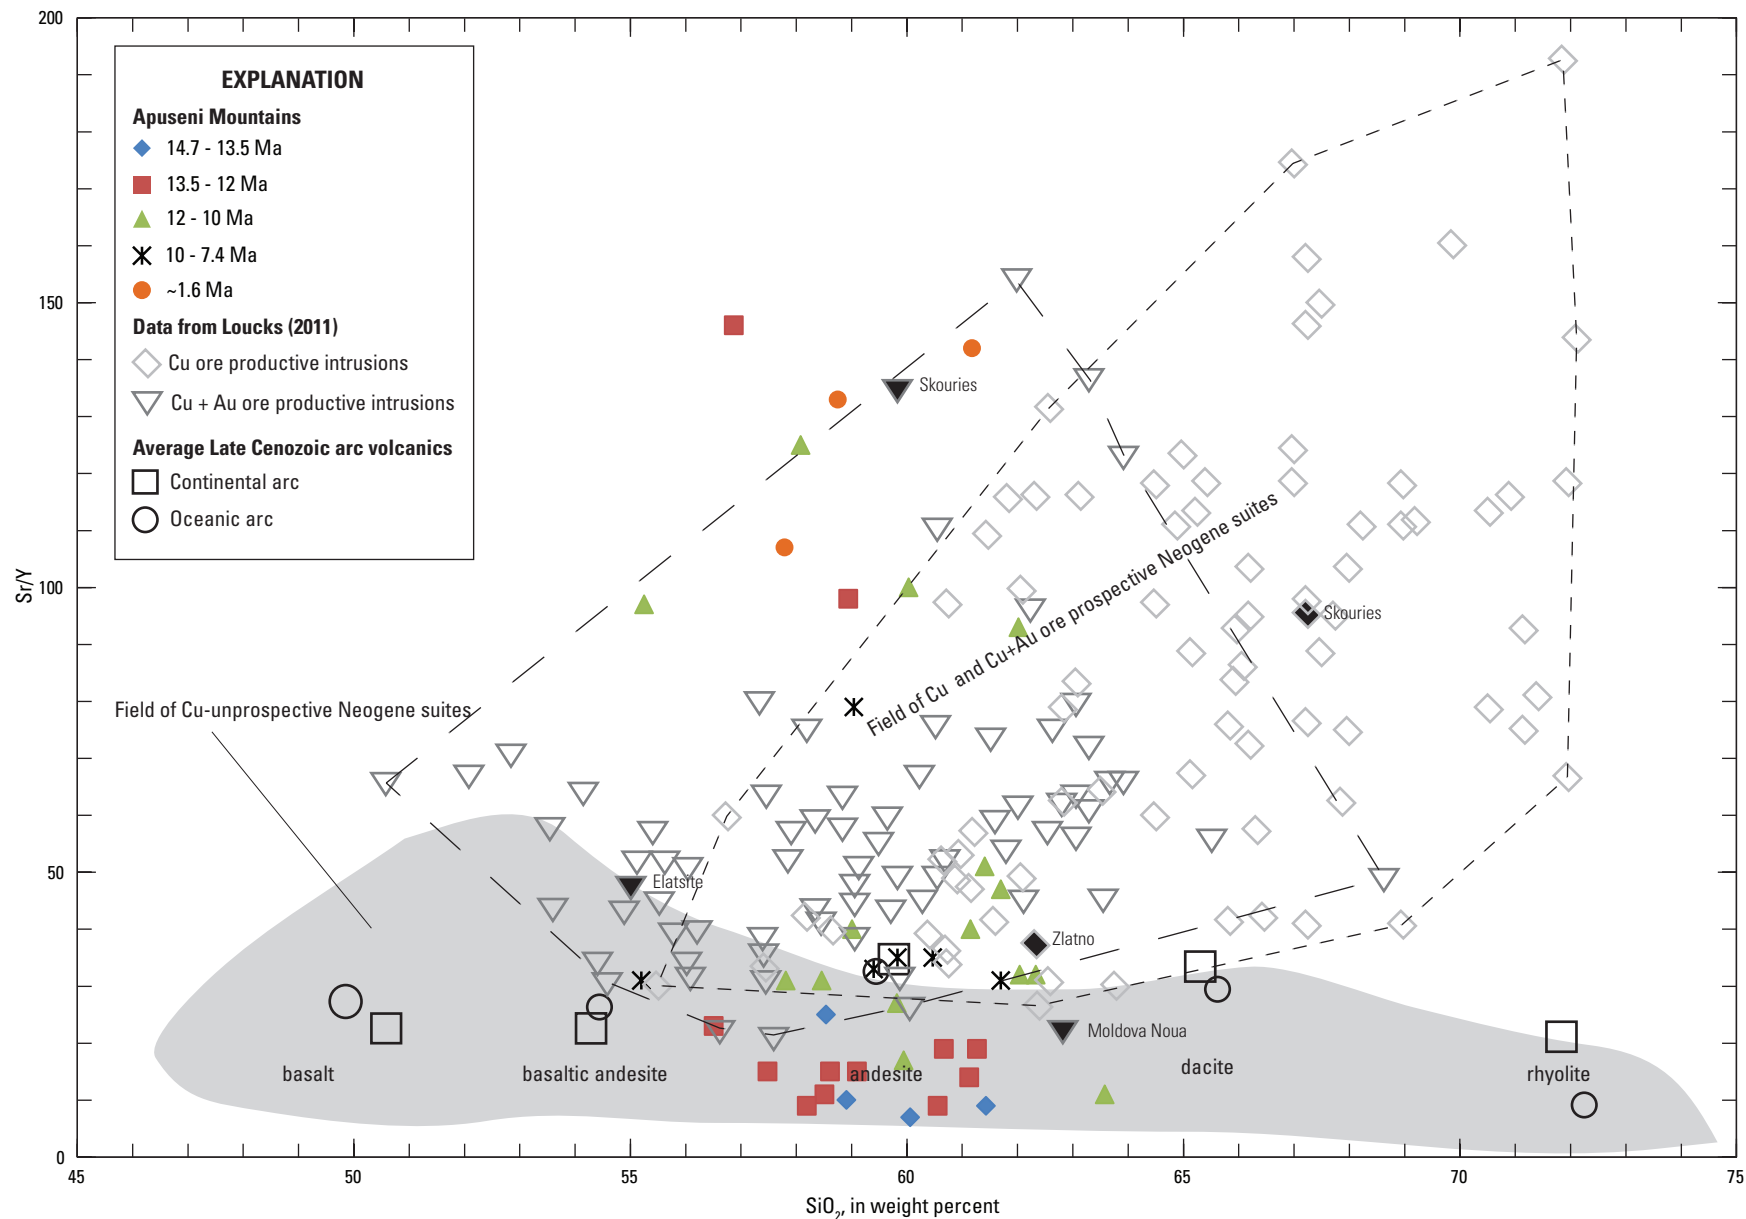 EXPLANATION
Apuseni Mountains
14.7 - 13.5 Ma
13.5 - 12 Ma
12 - 10 Ma
10 - 7.4 Ma
~1.6 Ma
Data from Loucks (2011)
Cu ore productive intrusions
Cu + Au ore productive intrusions
Average Late Cenozoic arc volcanics
Continental arc
Oceanic arc
200
150
100
50
0
Sr/Y
Skouries
Field of Cu and Cu+Au ore prospective Neogene suites
Skouries
Field of Cu-unprospective Neogene suites
Elatsite
Zlatno
Moldova Noua
basalt
basaltic andesite
andesite
dacite
rhyolite
45
50
55
60
65
70
75
SiO₂, in weight percent